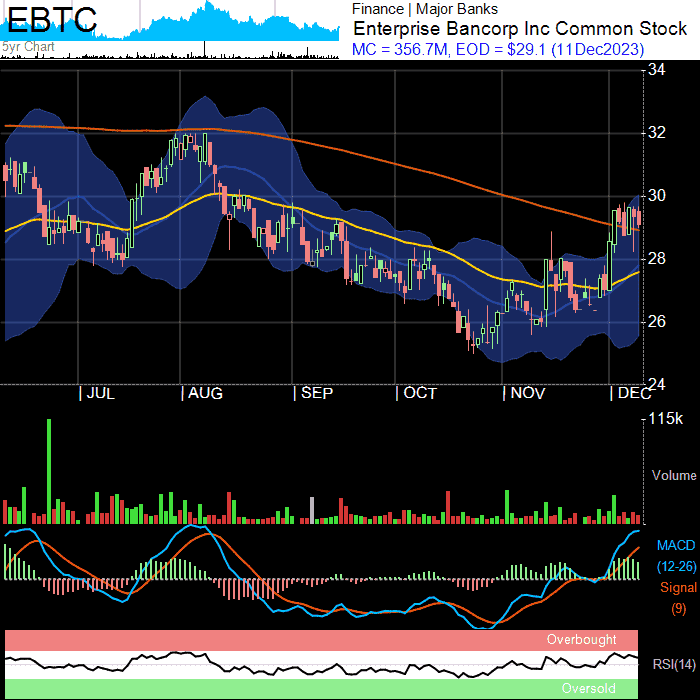 EBTC
5yr Chart
Finance | Major Banks
Enterprise Bancorp Inc Common Stock
MC = 356.7M, EOD = $29.1 (11Dec2023)
34
32
30
28
26
24
| JUL | AUG | SEP | OCT | NOV | DEC
115k
Volume
MACD
(12-26)
Signal
(9)
Overbought
RSI(14)
Oversold